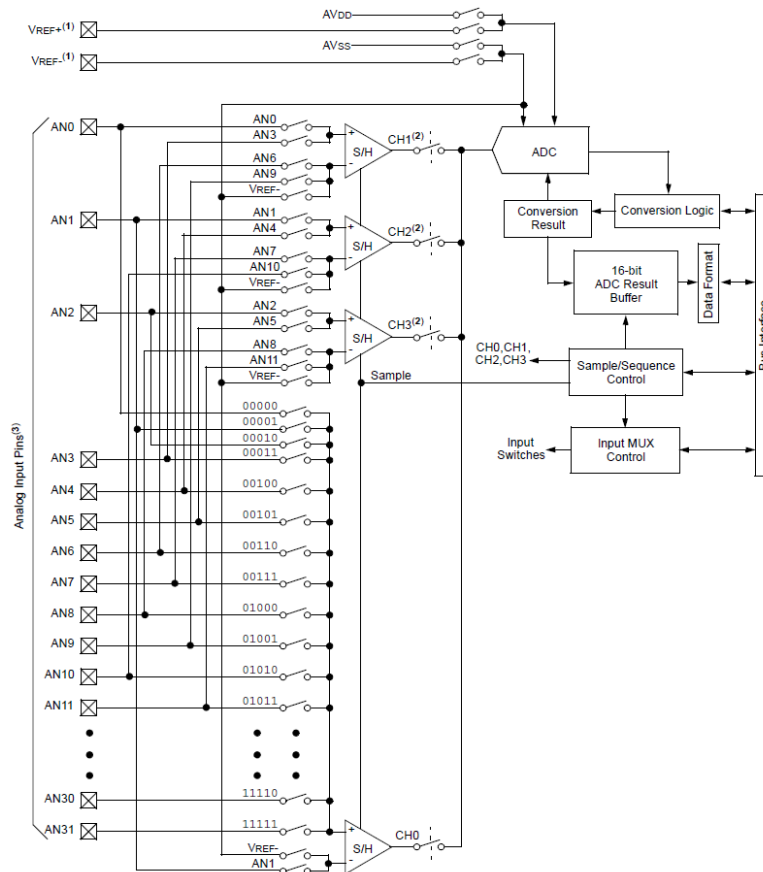 AVDD
VREF+(1)
AVSS
VREF-(1)
AN0
AN0
AN3
CH1(2)
+
S/H
-
ADC
AN6
AN9
VREF-
Conversion Result
Conversion Logic
Bus Interface
AN1
AN1
AN4
CH2(2)
+
S/H
-
AN7
AN10
VREF-
16-bit
ADC Result
Buffer
Data Format
AN2
AN2
AN5
CH3(2)
+
S/H
-
AN8
AN11
VREF-
CH0,CH1,
CH2,CH3
Sample/Sequence
Control
Sample
00000
00001
00010
Input
Switches
Input MUX
Control
Analog Input Pins(3)
AN3
00011
AN4
00100
AN5
00101
AN6
00110
AN7
00111
AN8
01000
AN9
01001
AN10
01010
AN11
01011
AN30
11110
AN31
11111
+
S/H
-
CH0
VREF-
AN1